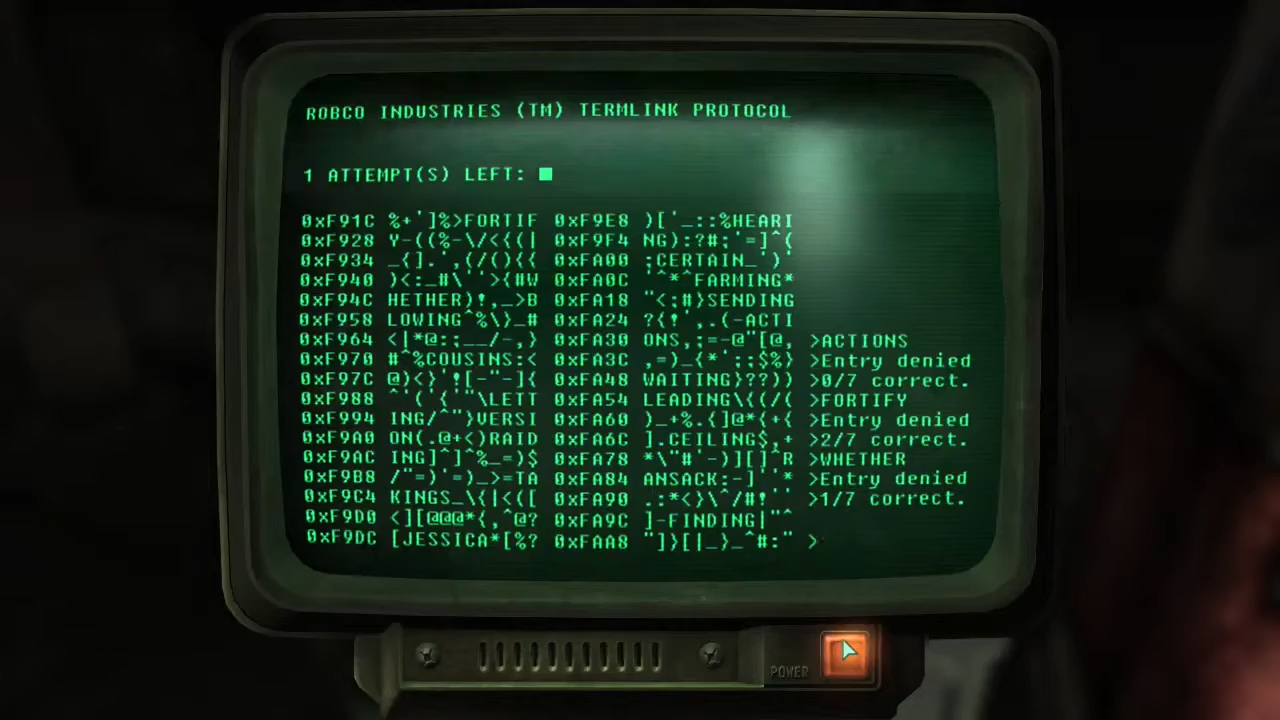 ROBCO INDUSTRIES (TM) TERMLINK PROTOCOL
1 ATTEMPT(S) LEFT: ■
0xF91C %+']%>FORTIF 0xF9E8 )['_::%HEARI
0xF928 Y-((%-\/<{(| 0xF9F4 NG):?#;'=]^(
0xF934 _{].',(/(){{ 0xFA00 ;CERTAIN_')'
0xF940 )<:_#\''>{#W 0xFA0C '^*^FARMING*
0xF94C HETHER)!,_>B 0xFA18 "<;#}SENDING
0xF958 LOWING^%\}_# 0xFA24 ?{!',.(-ACTI
0xF964 <|*@:;__/-,} 0xFA30 ONS,;=-@"[@, >ACTIONS
0xF970 #^%COUSINS:< 0xFA3C ,=)_{*';;$%} >Entry denied
0xF97C @)<}'![-"-]{ 0xFA48 WAITING}??)) >0/7 correct.
0xF988 ^'('{'"\LETT 0xFA54 LEADING\{(/( >FORTIFY
0xF994 ING/^"}VERSI 0xFA60 )_+%.{]@*{+{ >Entry denied
0xF9A0 ON(.@+<)RAID 0xFA6C ].CEILING$,+ >2/7 correct.
0xF9AC ING]^]^%_=)$ 0xFA78 *\"#'-)][]^R >WHETHER
0xF9B8 /"=)'=)_>=TA 0xFA84 ANSACK:-]''* >Entry denied
0xF9C4 KINGS_\{|<([ 0xFA90 .:*<}\^/#!'' >1/7 correct.
0xF9D0 <][@@@*{,^@? 0xFA9C ]-FINDING|"^
0xF9DC [JESSICA*[%? 0xFAA8 "]}[|_}_^#:" >
POWER